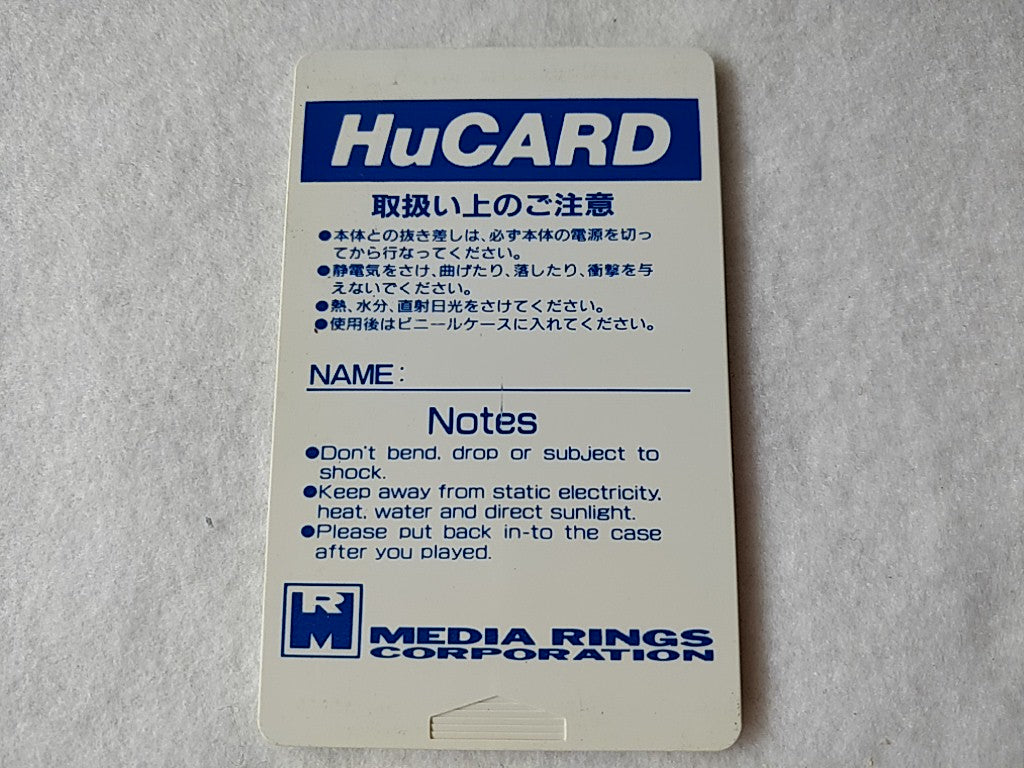 HuCARD
取扱い上のご注意
●本体との抜き差しは、必ず本体の電源を切っ
てから行なってください。
●静電気をさけ、曲げたり、落したり、衝撃を与
えないでください。
●熱、水分、直射日光をさけてください。
●使用後はビニールケースに入れてください。
NAME:
Notes
●Don't bend, drop or subject to
shock.
●Keep away from static electricity,
heat, water and direct sunlight.
●Please put back in-to the case
after you played.
RM
MEDIA RINGS
CORPORATION